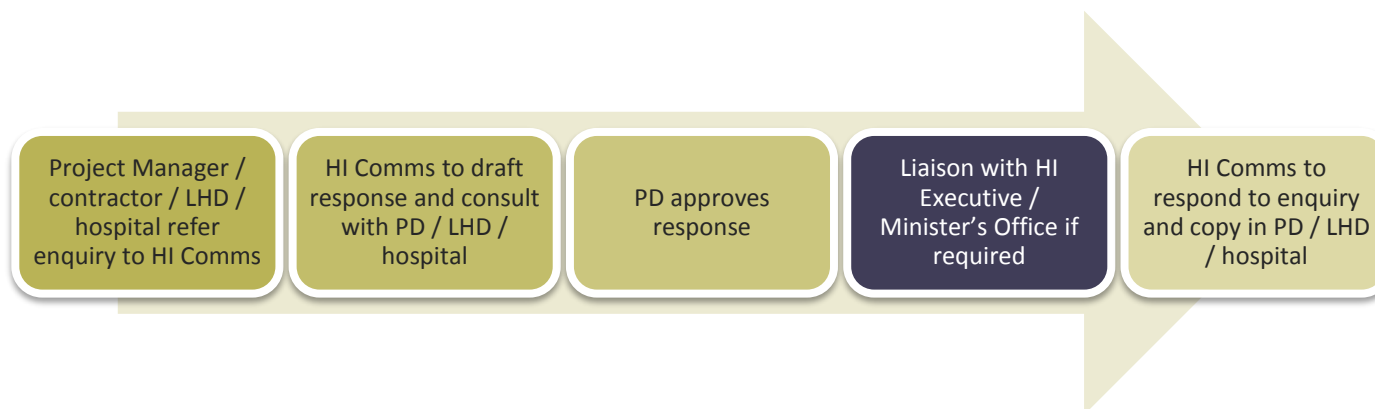 Project Manager /
contractor / LHD /
hospital refer
enquiry to HI Comms
HI Comms to draft
response and consult
with PD / LHD /
hospital
PD approves
response
Liaison with HI
Executive /
Minister’s Office if
required
HI Comms to
respond to enquiry
and copy in PD / LHD
/ hospital